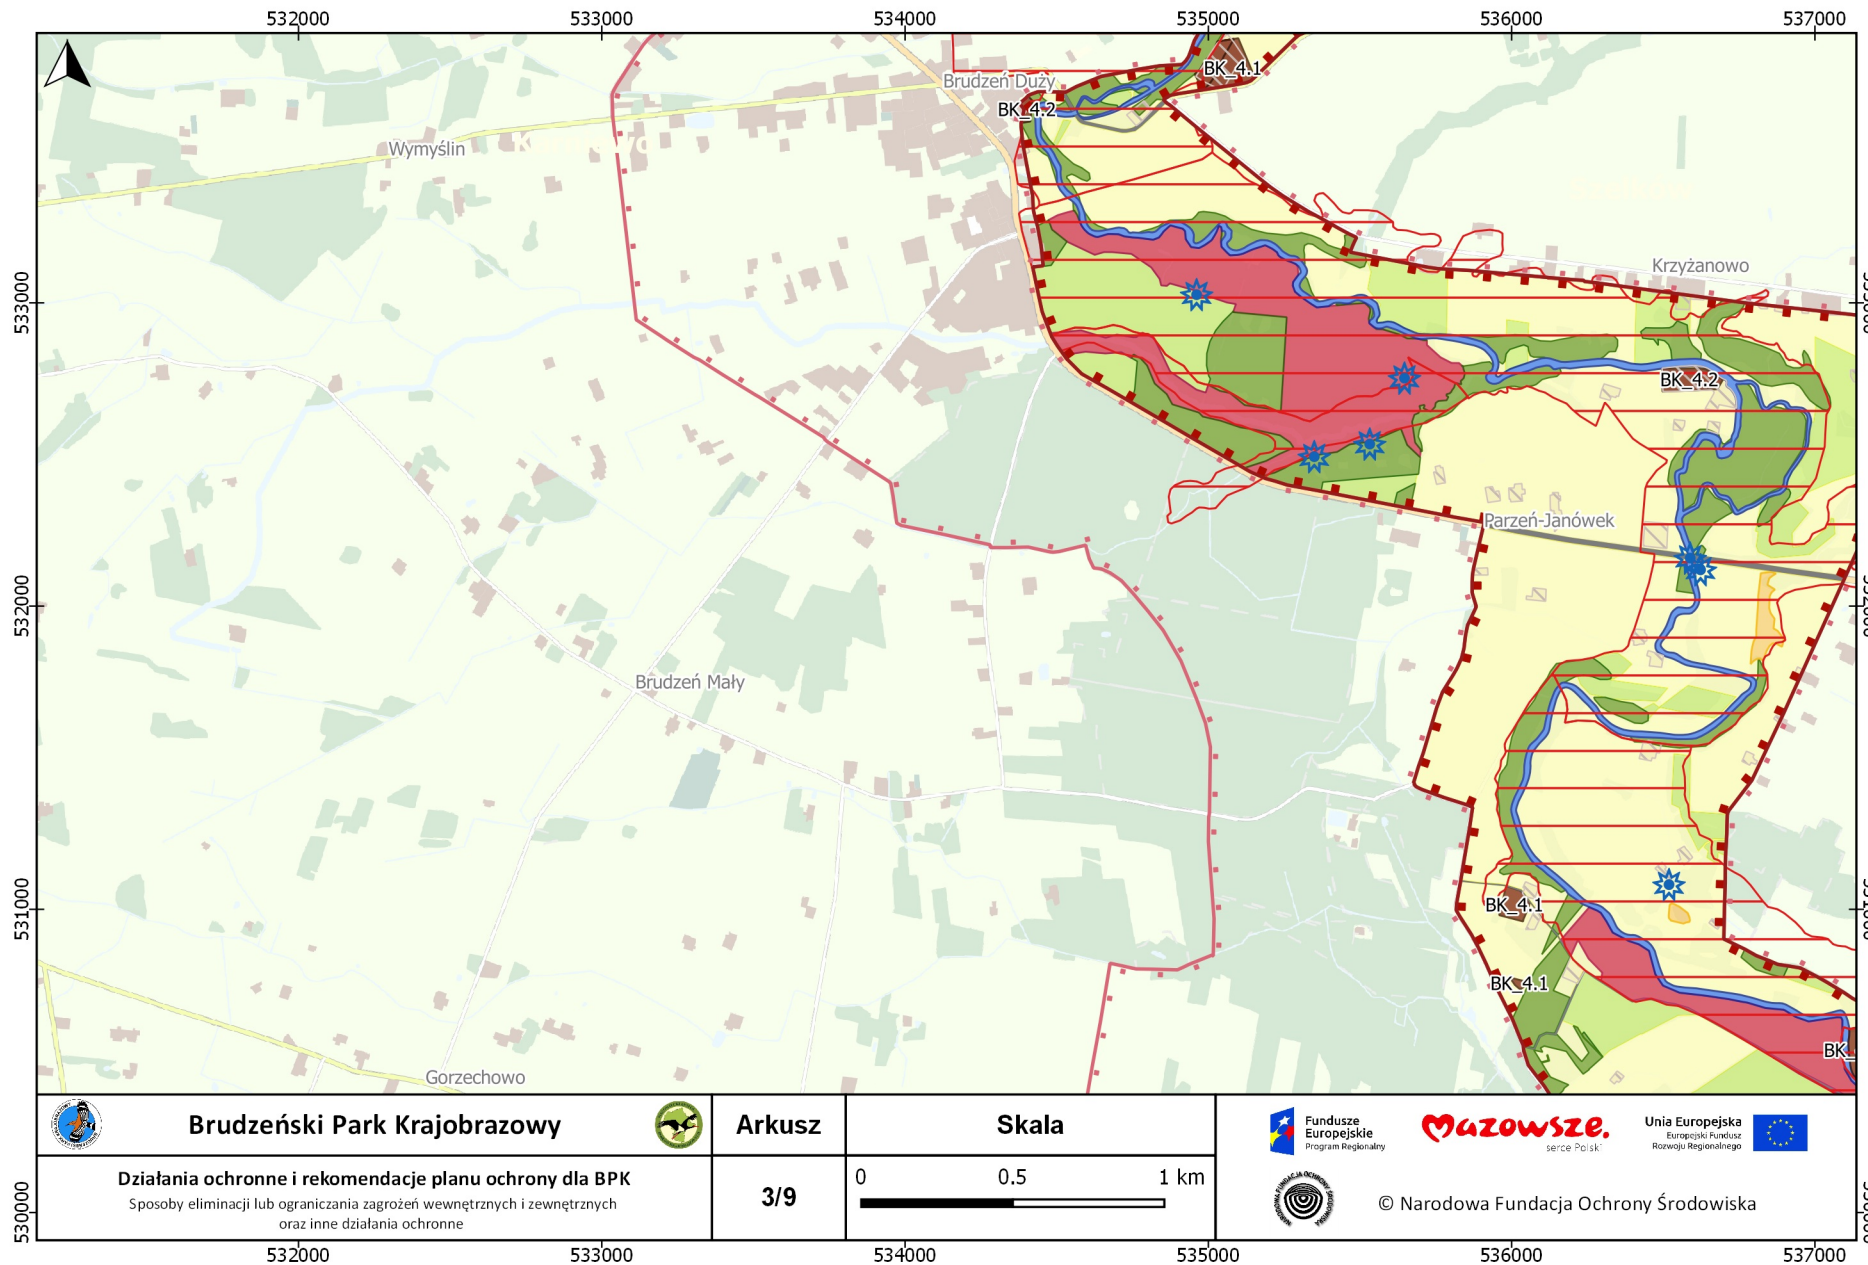 532000
533000
534000
535000
536000
537000
BK_4.1
Brudzeń Duży
BK_4.2
Wymyślin
Krzyżanowo
533000
BK_4.2
Parzeń-Janówek
532000
Brudzeń Mały
531000
BK_4.1
BK_4.1
BK_
Gorzechowo
530000
Brudzeński Park Krajobrazowy
Działania ochronne i rekomendacje planu ochrony dla BPK
Sposoby eliminacji lub ograniczania zagrożeń wewnętrznych i zewnętrznych
oraz inne działania ochronne
Arkusz
3/9
Skala
0 0.5 1 km
Fundusze
Europejskie
Program Regionalny
Mazowsze.
serce Polski
Unia Europejska
Europejski Fundusz
Rozwoju Regionalnego
NARODOWA FUNDACJA OCHRONY ŚRODOWISKA
© Narodowa Fundacja Ochrony Środowiska
532000
533000
534000
535000
536000
537000